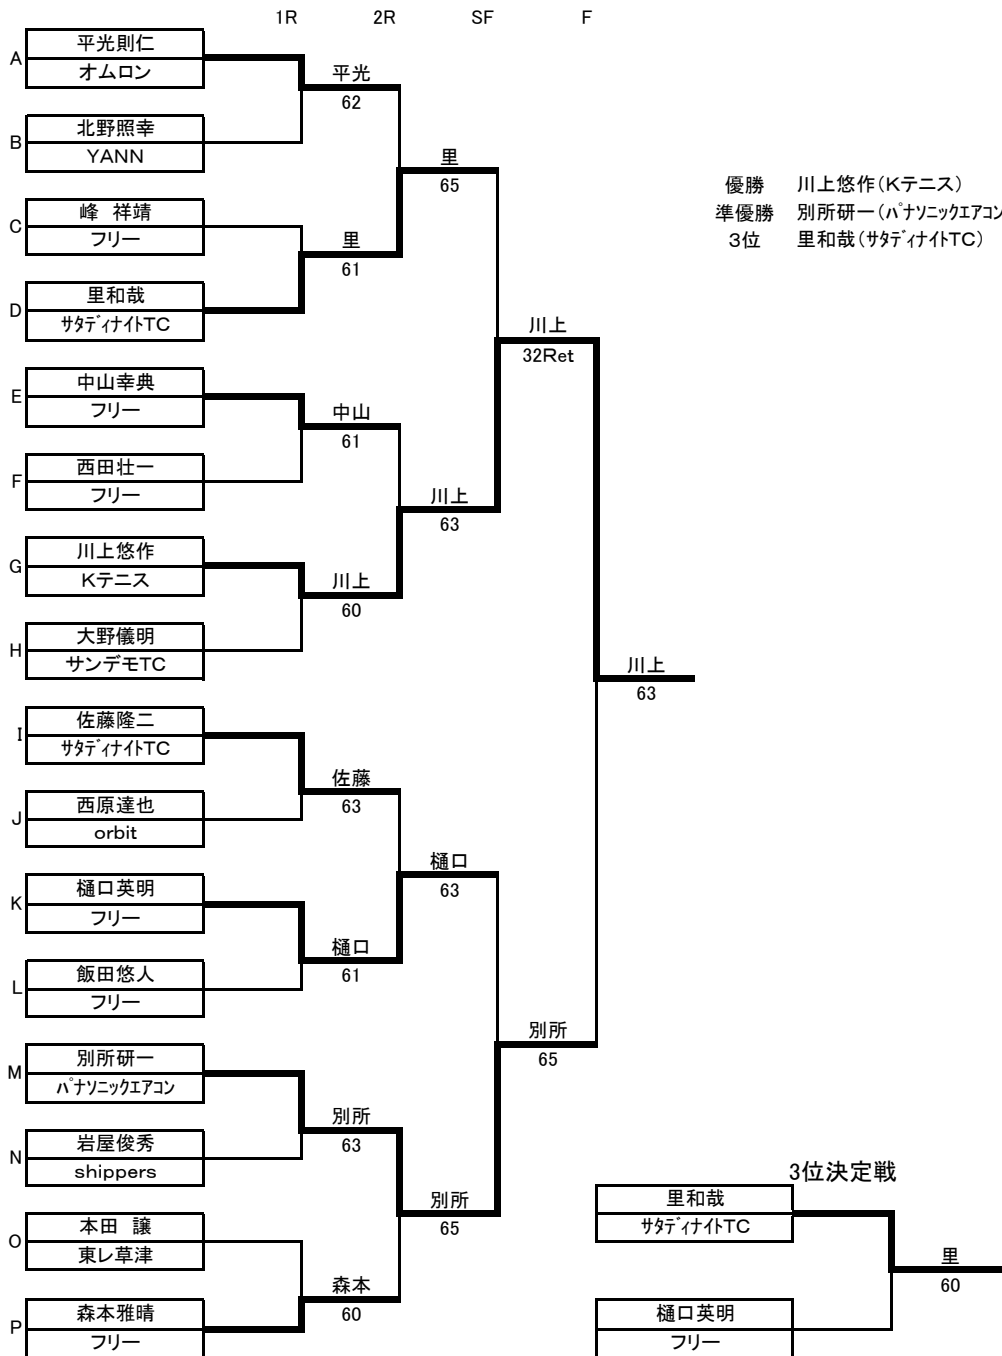 1R 2R SF F
A 平光則仁
オムロン
平光
62
B 北野照幸
YANN
里
65
C 峰 祥靖
フリー
里
61
D 里和哉
サタディナイトTC
優勝 川上悠作(Kテニス)
準優勝 別所研一(パナソニックエアコン
3位 里和哉(サタディナイトTC)
川上
32Ret
E 中山幸典
フリー
中山
61
F 西田壮一
フリー
川上
63
G 川上悠作
Kテニス
川上
60
H 大野儀明
サンデモTC
川上
63
I 佐藤隆二
サタディナイトTC
佐藤
63
J 西原達也
orbit
樋口
63
K 樋口英明
フリー
樋口
61
L 飯田悠人
フリー
別所
65
M 別所研一
パナソニックエアコン
別所
63
N 岩屋俊秀
shippers
別所
65
O 本田 譲
東レ草津
森本
60
P 森本雅晴
フリー
3位決定戦
里和哉
サタディナイトTC
里
60
樋口英明
フリー